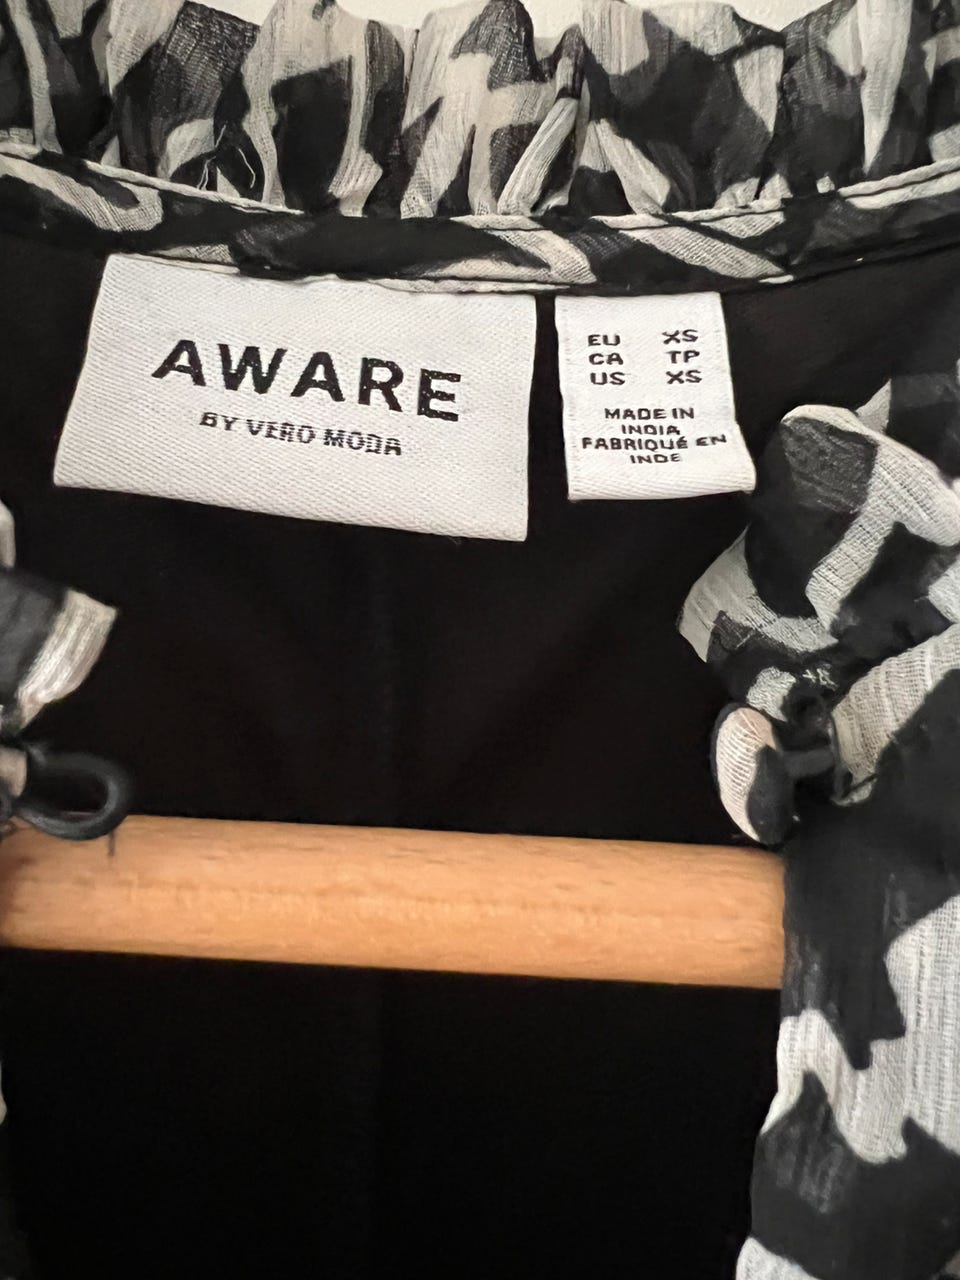 AWARE
BY VERO MODA
EU XS
CA TP
US XS
MADE IN
INDIA
FABRIQUÉ EN
INDE